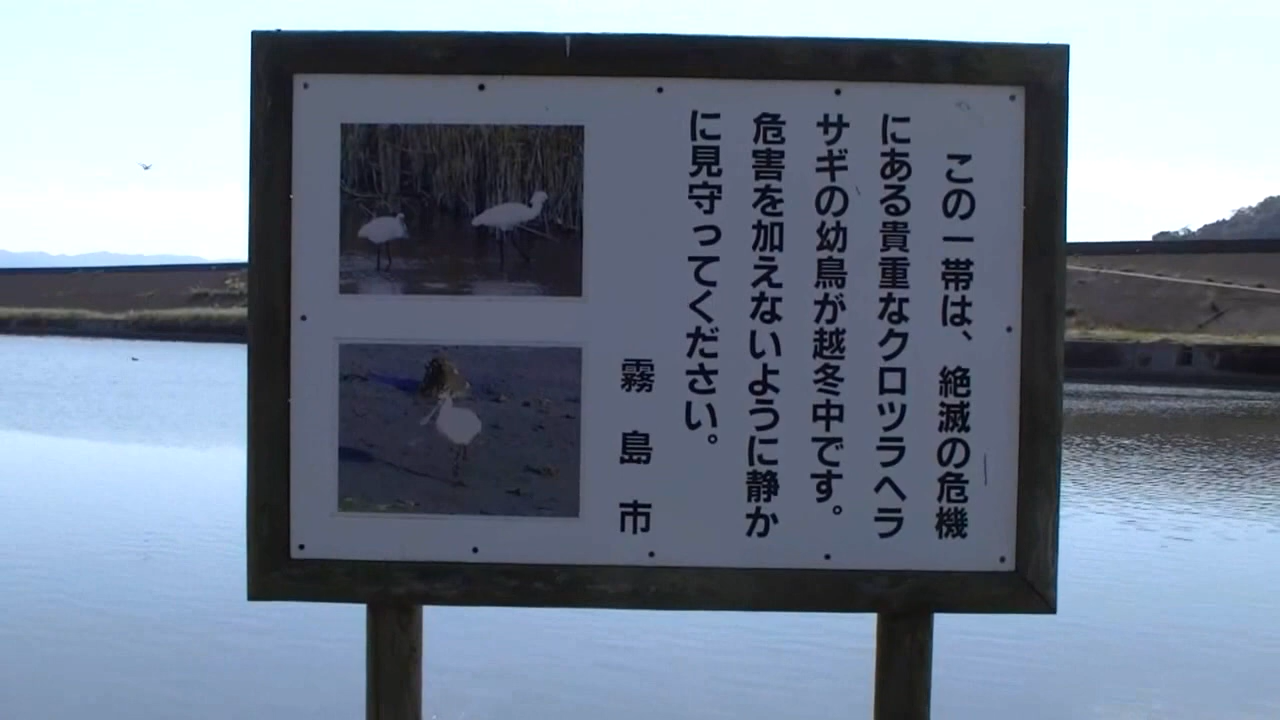 この一帯は、絶滅の危機
にある貴重なクロツラヘラ
サギの幼鳥が越冬中です。
危害を加えないように静か
に見守ってください。
霧島市